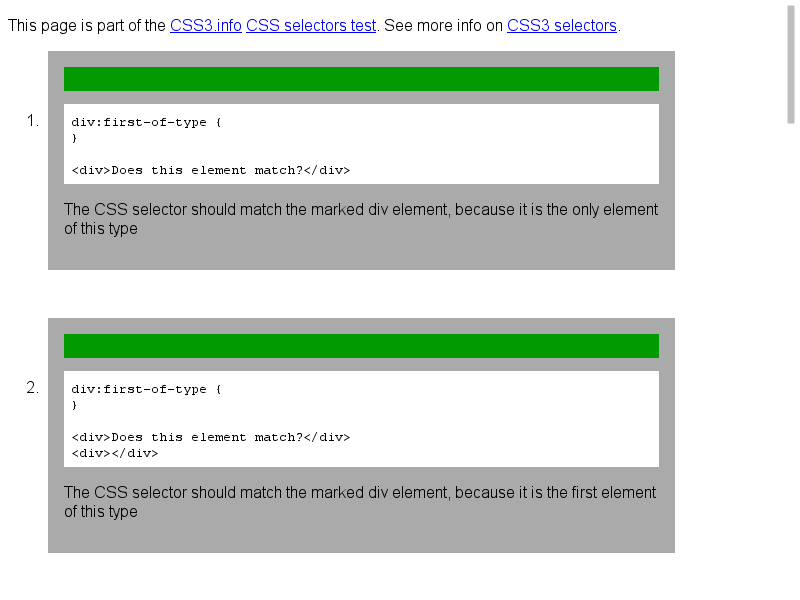 This page is part of the CSS3.info CSS selectors test. See more info on CSS3 selectors.
1.
div:first-of-type {
}
<div>Does this element match?</div>
The CSS selector should match the marked div element, because it is the only element
of this type
2.
div:first-of-type {
}
<div>Does this element match?</div>
<div></div>
The CSS selector should match the marked div element, because it is the first element
of this type